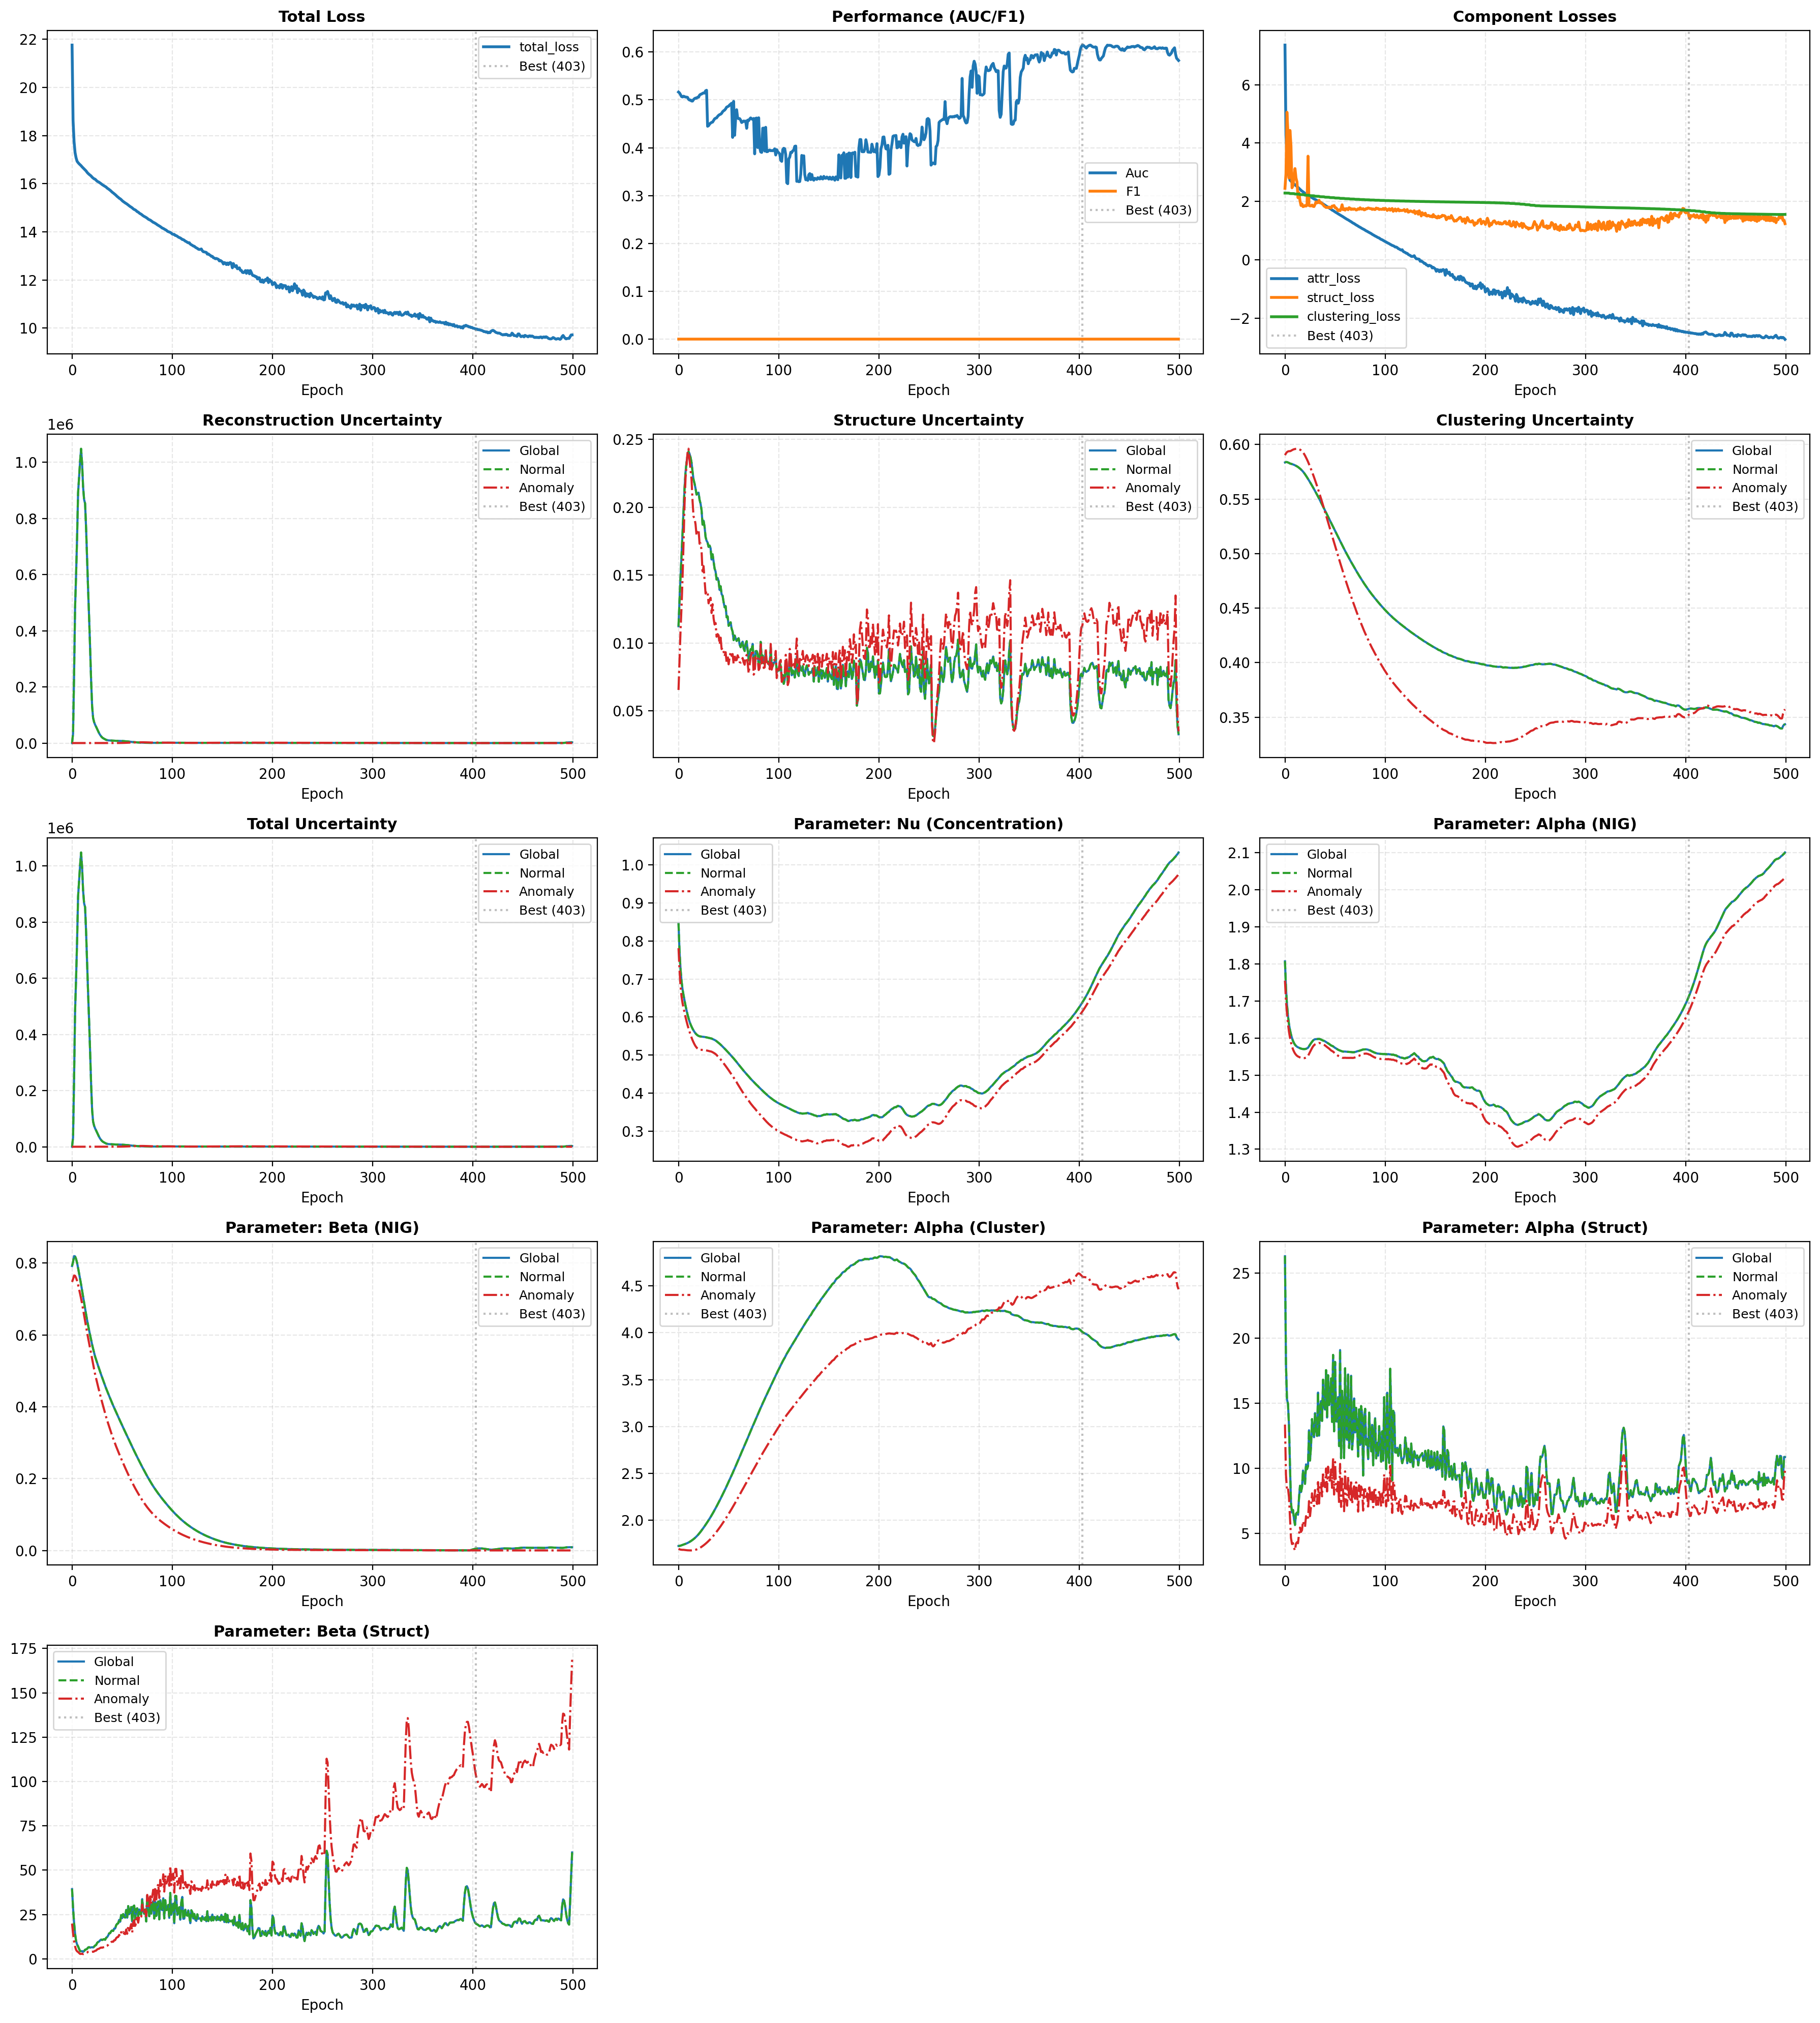 Total Loss
22
20
18
16
14
12
10
0
100
200
300
400
500
Epoch
total_loss
Best (403)
Performance (AUC/F1)
0.6
0.5
0.4
0.3
0.2
0.1
0.0
0
100
200
300
400
500
Epoch
Auc
F1
Best (403)
Component Losses
6
4
2
0
−2
0
100
200
300
400
500
Epoch
attr_loss
struct_loss
clustering_loss
Best (403)
Reconstruction Uncertainty
1e6
1.0
0.8
0.6
0.4
0.2
0.0
0
100
200
300
400
500
Epoch
Global
Normal
Anomaly
Best (403)
Structure Uncertainty
0.25
0.20
0.15
0.10
0.05
0
100
200
300
400
500
Epoch
Global
Normal
Anomaly
Best (403)
Clustering Uncertainty
0.60
0.55
0.50
0.45
0.40
0.35
0
100
200
300
400
500
Epoch
Global
Normal
Anomaly
Best (403)
Total Uncertainty
1e6
1.0
0.8
0.6
0.4
0.2
0.0
0
100
200
300
400
500
Epoch
Global
Normal
Anomaly
Best (403)
Parameter: Nu (Concentration)
1.0
0.9
0.8
0.7
0.6
0.5
0.4
0.3
0
100
200
300
400
500
Epoch
Global
Normal
Anomaly
Best (403)
Parameter: Alpha (NIG)
2.1
2.0
1.9
1.8
1.7
1.6
1.5
1.4
1.3
0
100
200
300
400
500
Epoch
Global
Normal
Anomaly
Best (403)
Parameter: Beta (NIG)
0.8
0.6
0.4
0.2
0.0
0
100
200
300
400
500
Epoch
Global
Normal
Anomaly
Best (403)
Parameter: Alpha (Cluster)
4.5
4.0
3.5
3.0
2.5
2.0
0
100
200
300
400
500
Epoch
Global
Normal
Anomaly
Best (403)
Parameter: Alpha (Struct)
25
20
15
10
5
0
100
200
300
400
500
Epoch
Global
Normal
Anomaly
Best (403)
Parameter: Beta (Struct)
175
150
125
100
75
50
25
0
0
100
200
300
400
500
Epoch
Global
Normal
Anomaly
Best (403)